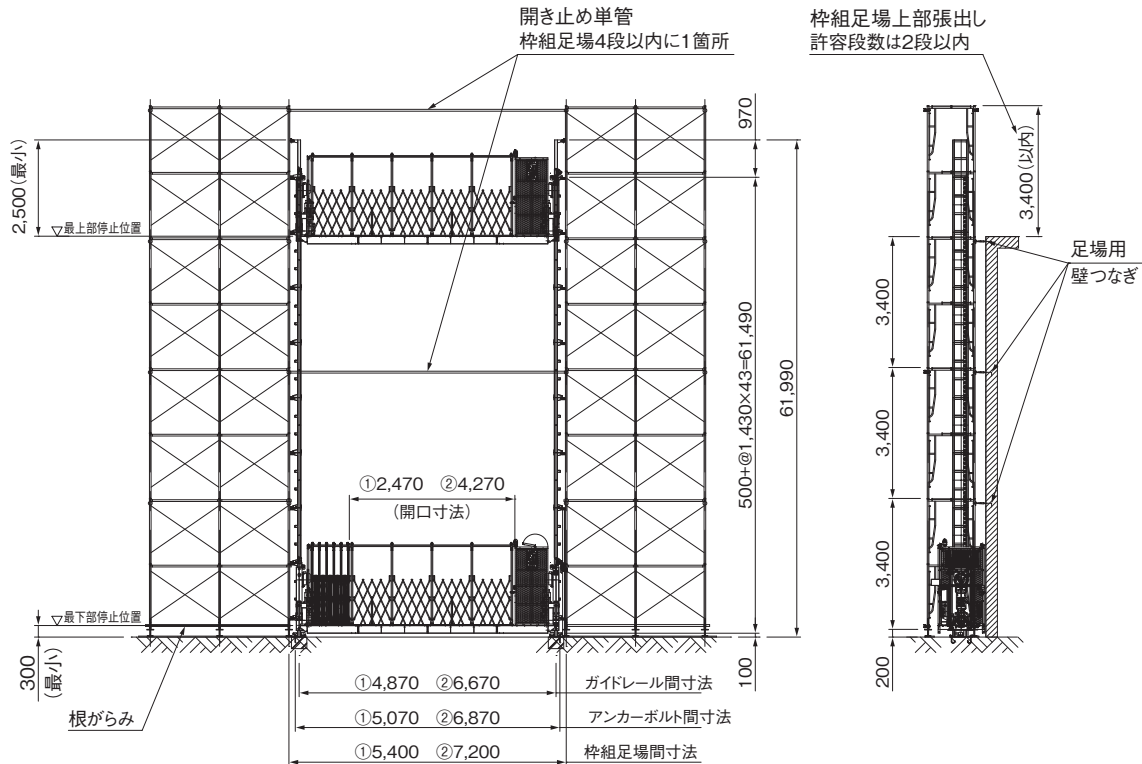 開き止め単管
枠組足場4段以内に1箇所
枠組足場上部張出し
許容段数は2段以内
2,500(最小)
▽最上部停止位置
970
500+@1,430×43=61,490
61,990
100
3,400(以内)
足場用
壁つなぎ
3,400
3,400
3,400
200
①2,470 ②4,270
(開口寸法)
▽最下部停止位置
300
(最小)
根がらみ
①4,870 ②6,670 ガイドレール間寸法
①5,070 ②6,870 アンカーボルト間寸法
①5,400 ②7,200 枠組足場間寸法